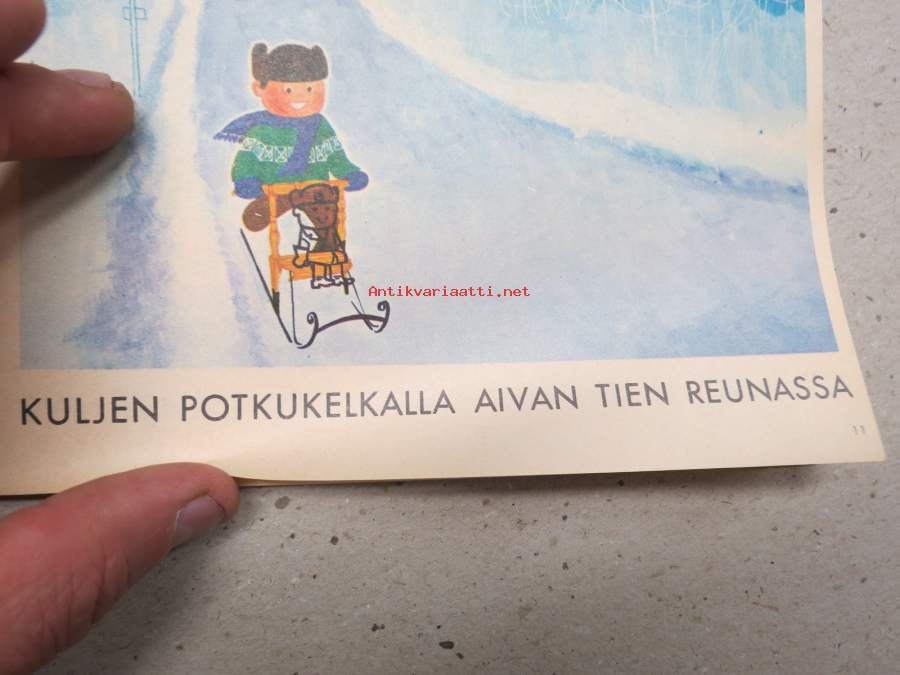 Antikvariaatti.net
KULJEN POTKUKELKALLA AIVAN TIEN REUNASSA
11